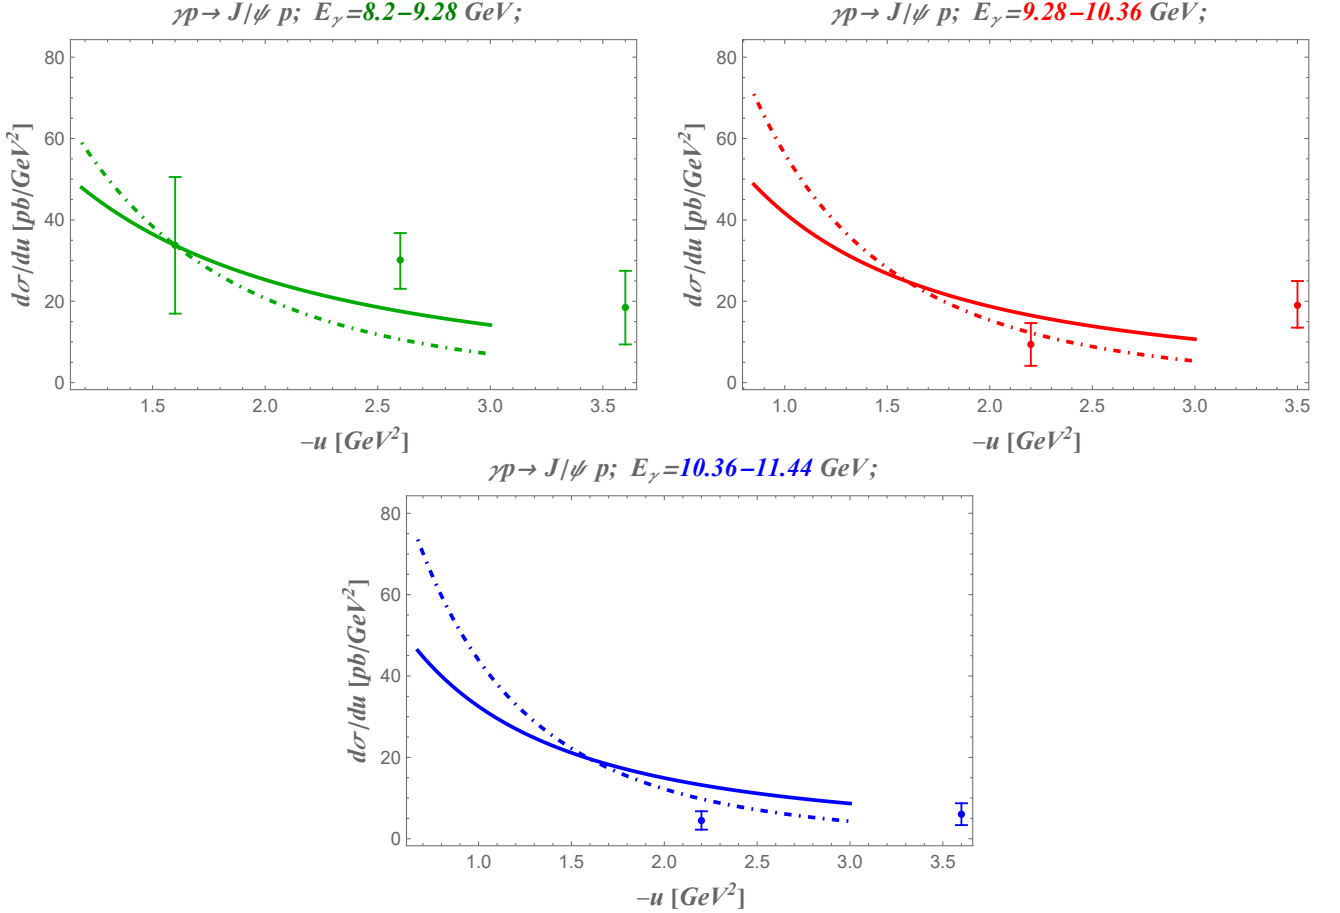 γp→ J/ψ p; E_γ=8.2–9.28 GeV;
dσ/du [pb/GeV²]
80
60
40
20
0
1.5 2.0 2.5 3.0 3.5
–u [GeV²]
γp→ J/ψ p; E_γ=9.28–10.36 GeV;
dσ/du [pb/GeV²]
80
60
40
20
0
1.0 1.5 2.0 2.5 3.0 3.5
–u [GeV²]
γp→ J/ψ p; E_γ=10.36–11.44 GeV;
dσ/du [pb/GeV²]
80
60
40
20
0
1.0 1.5 2.0 2.5 3.0 3.5
–u [GeV²]